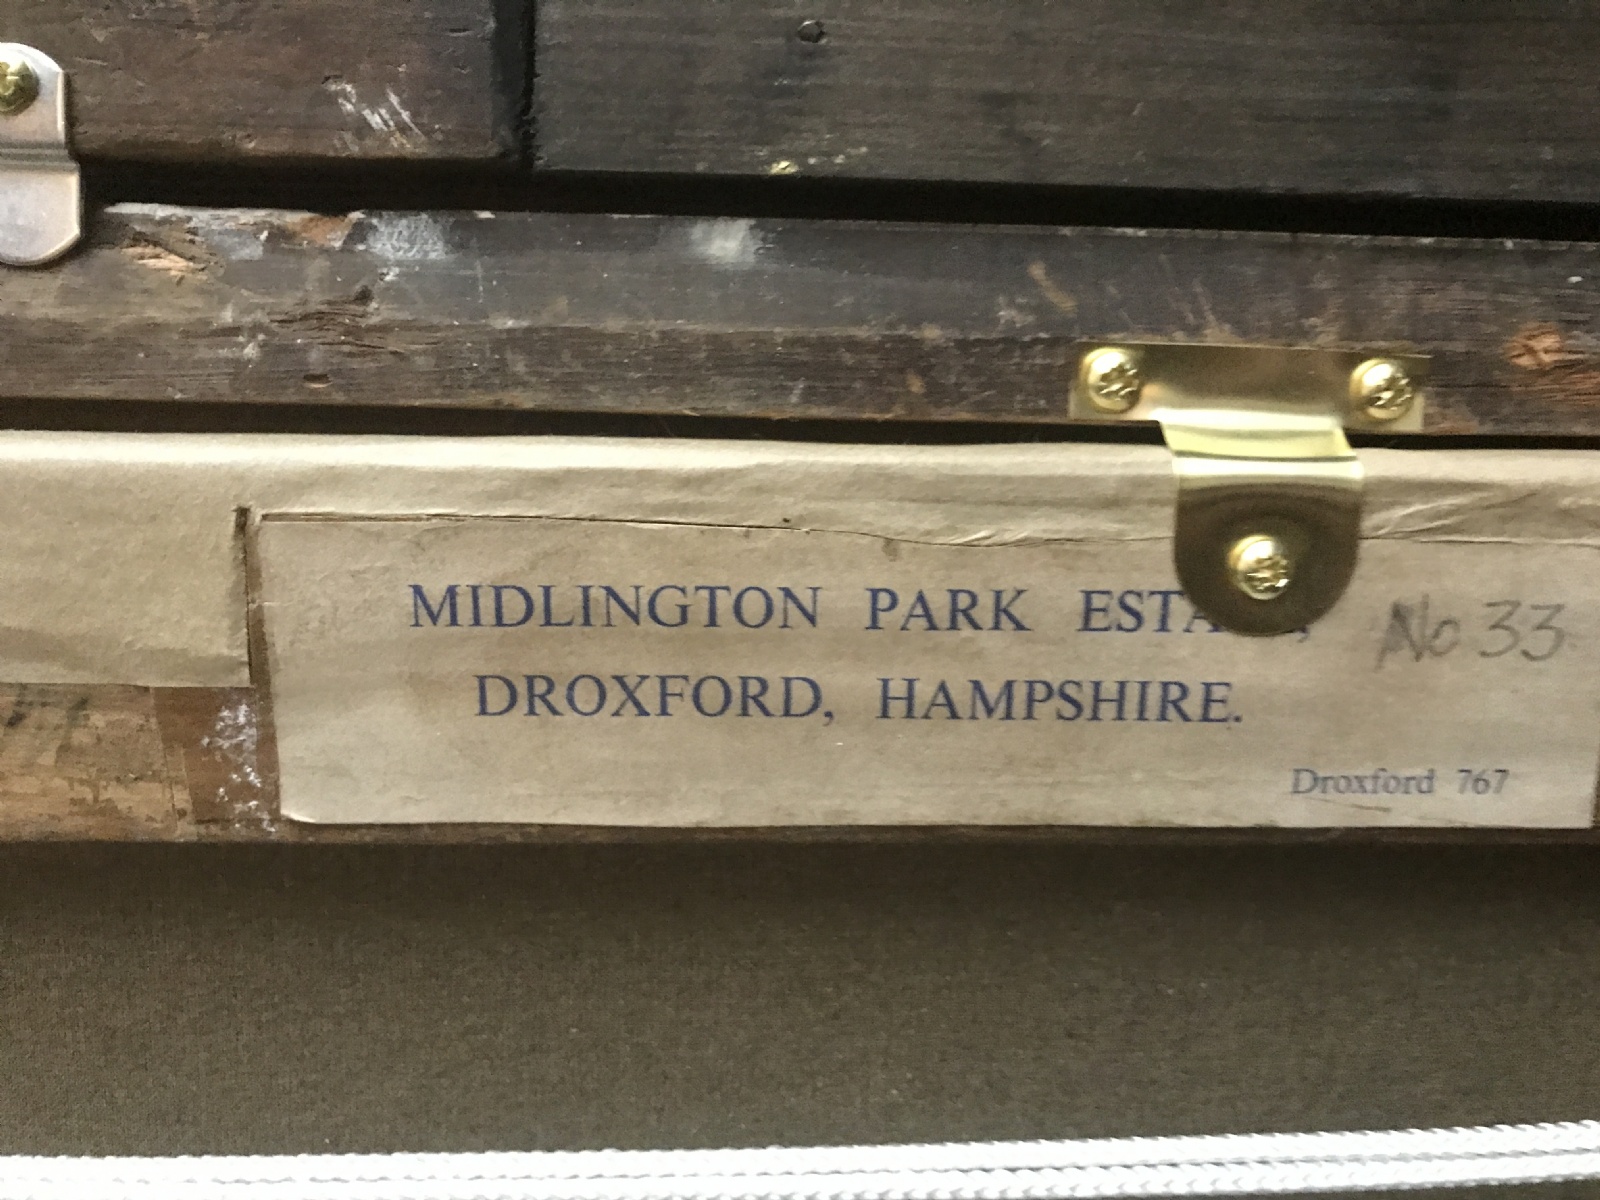 MIDLINGTON PARK ESTA , No 33
DROXFORD, HAMPSHIRE.
Droxford 767